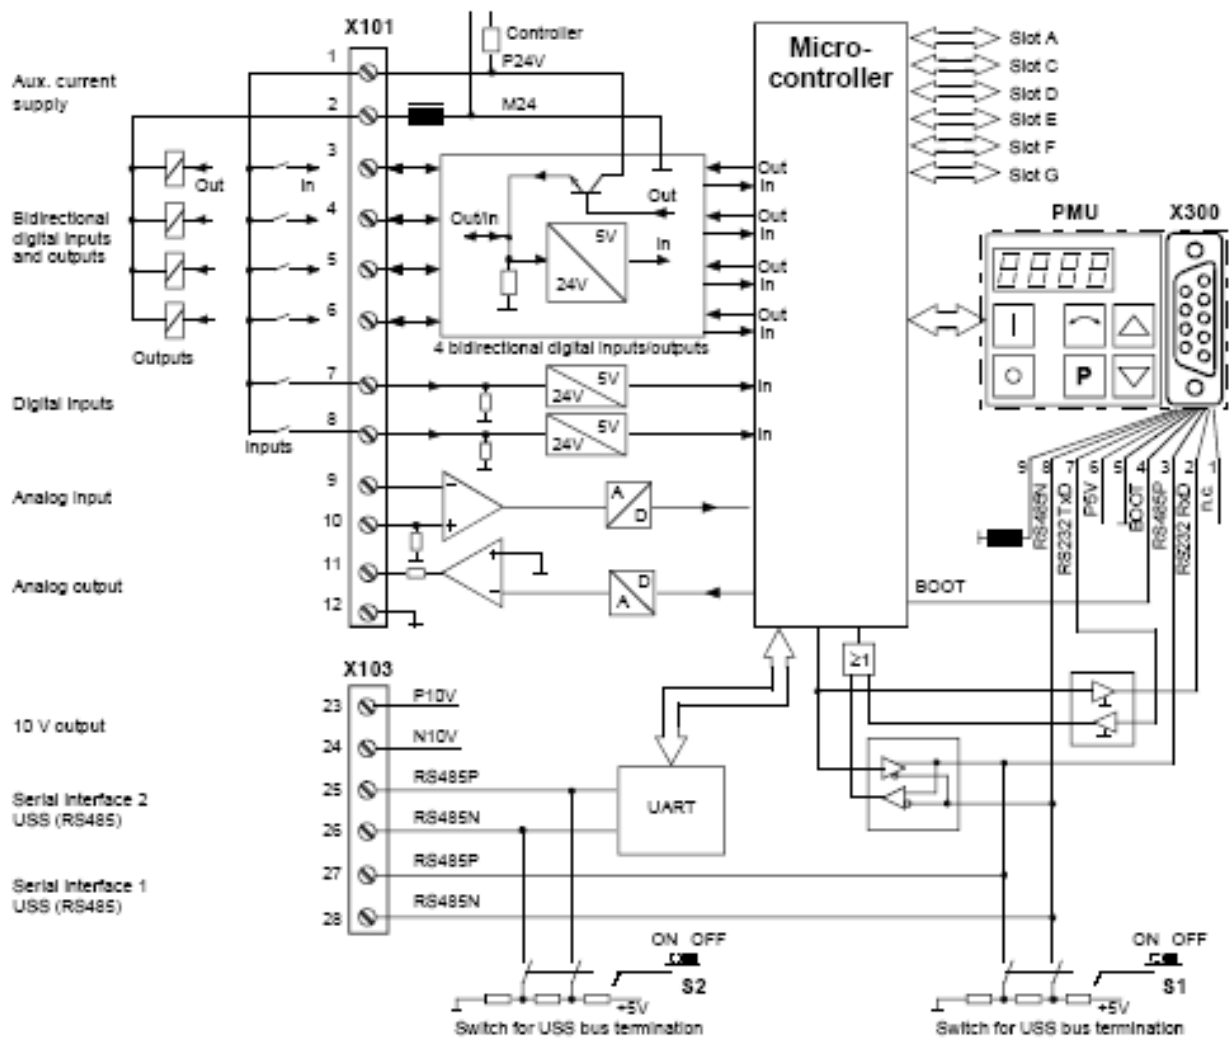 X101
Controller
P24V
1
Aux. current
supply
2
M24
3
Out
In
Bidirectional
digital inputs
and outputs
4
5
6
Outputs
Out/In
Out
5V
In
24V
4 bidirectional digital inputs/outputs
Out
In
Out
In
Out
In
Out
In
Micro-
controller
Slot A
Slot C
Slot D
Slot E
Slot F
Slot G
PMU
X300
8888
P
Digital inputs
7
5V
24V
In
8
Inputs
5V
24V
In
9
Analog input
10
A
D
11
Analog output
12
D
A
9 8 7 6 5 4 3 2 1
RS485N
RS232 TxD
P5V
BOOT
RS485P
RS232 RxD
n.c.
BOOT
≥1
X103
10 V output
23
P10V
24
N10V
Serial interface 2
USS (RS485)
25
RS485P
26
RS485N
UART
Serial interface 1
USS (RS485)
27
RS485P
28
RS485N
ON OFF
S2
+5V
Switch for USS bus termination
ON OFF
S1
+5V
Switch for USS bus termination